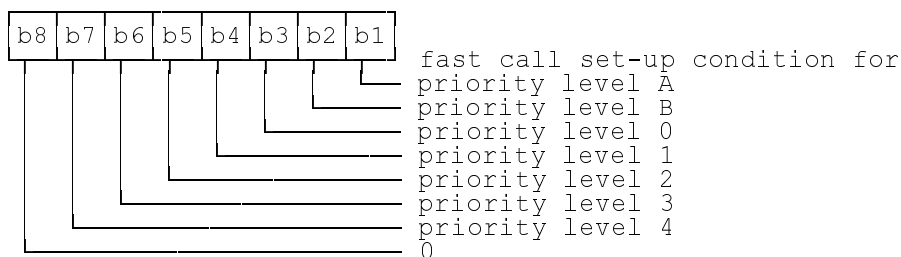 b8 b7 b6 b5 b4 b3 b2 b1
fast call set-up condition for
priority level A
priority level B
priority level 0
priority level 1
priority level 2
priority level 3
priority level 4
0